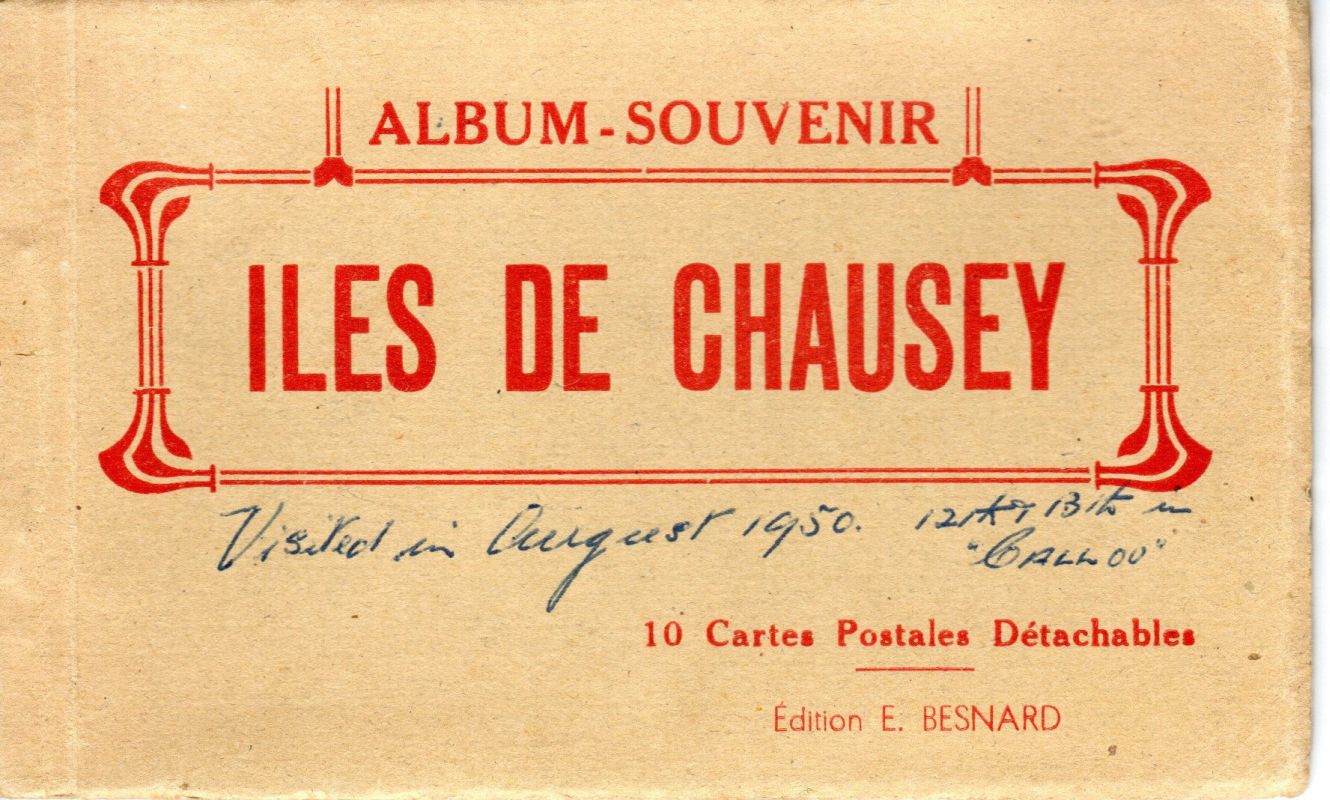 ALBUM-SOUVENIR
ILES DE CHAUSEY
Visited in August 1950. 12th & 13th in
"CALLOU"
10 Cartes Postales Détachables
Édition E. BESNARD